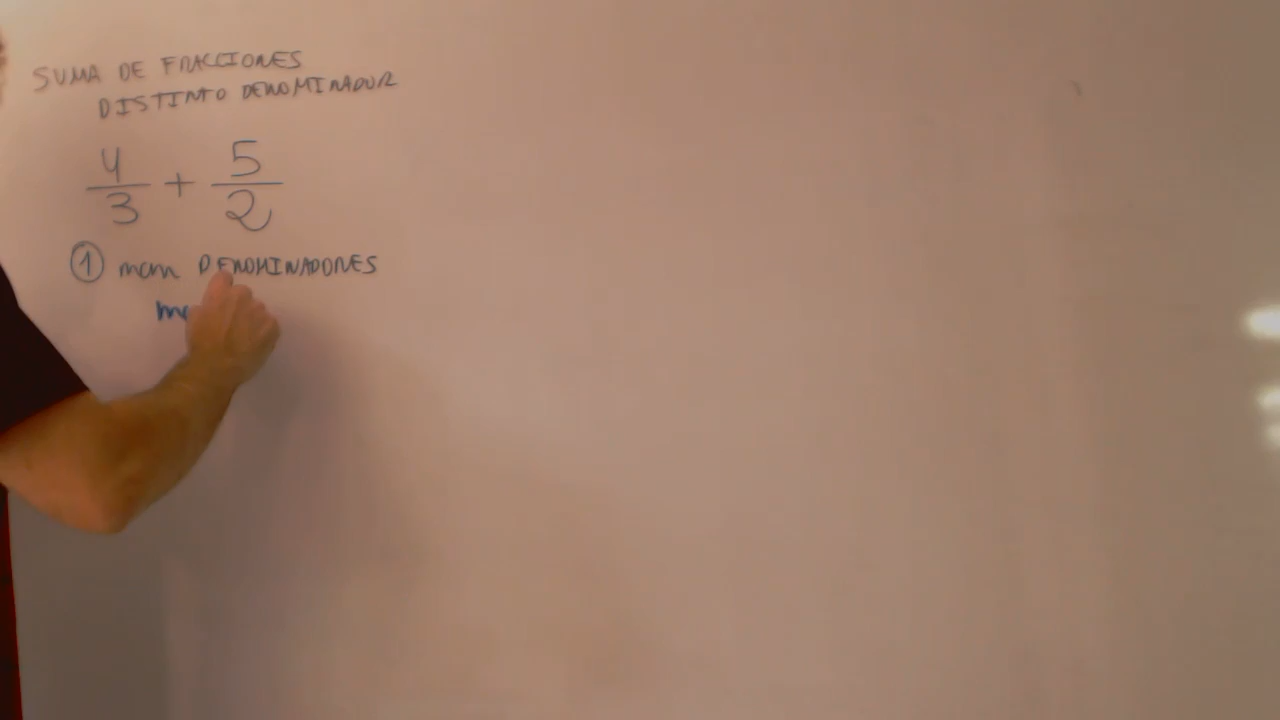 SUMA DE FRACCIONES
DISTINTO DENOMINADOR
4/3 + 5/2
① mcm DENOMINADORES